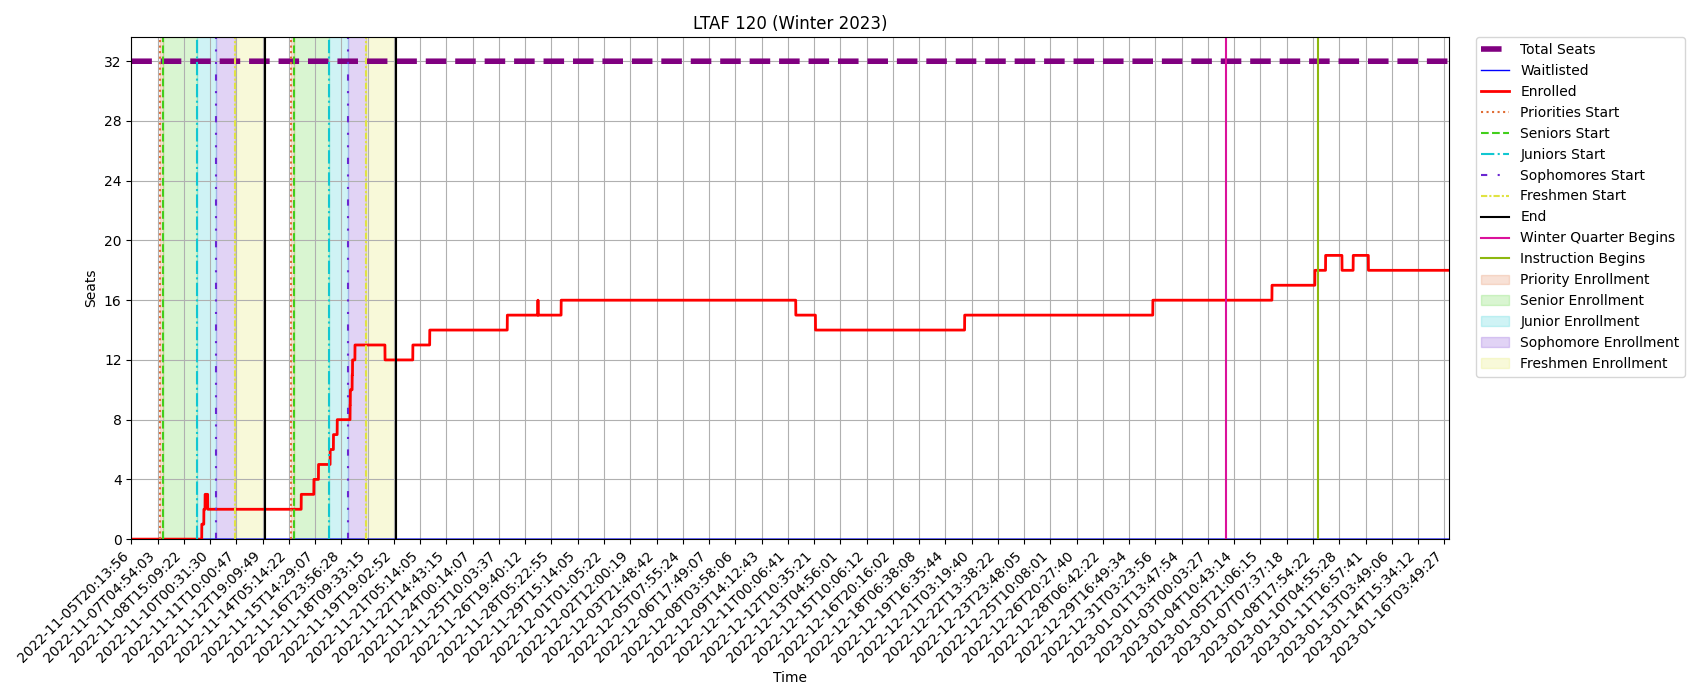 LTAF 120 (Winter 2023)
Seats
32
28
24
20
16
12
8
4
0
2022-11-05T20:13:56
2022-11-07T04:54:03
2022-11-08T15:09:22
2022-11-10T00:31:30
2022-11-11T10:00:47
2022-11-12T19:09:49
2022-11-14T05:14:22
2022-11-15T14:29:07
2022-11-16T23:56:28
2022-11-18T09:33:15
2022-11-19T19:02:52
2022-11-21T05:14:05
2022-11-22T14:43:15
2022-11-24T00:14:07
2022-11-25T10:03:37
2022-11-26T19:40:12
2022-11-28T05:22:55
2022-11-29T15:14:05
2022-12-01T01:05:22
2022-12-02T12:00:19
2022-12-03T21:48:42
2022-12-05T07:55:24
2022-12-06T17:49:07
2022-12-08T03:58:06
2022-12-09T14:12:43
2022-12-11T00:06:41
2022-12-12T10:35:21
2022-12-13T14:56:01
2022-12-15T10:06:12
2022-12-16T20:16:02
2022-12-18T06:38:08
2022-12-19T16:35:44
2022-12-21T03:19:40
2022-12-22T13:38:22
2022-12-23T23:48:05
2022-12-25T10:08:01
2022-12-26T20:27:40
2022-12-28T06:42:22
2022-12-29T16:49:34
2022-12-31T03:23:56
2023-01-01T13:47:54
2023-01-03T00:03:27
2023-01-04T10:43:14
2023-01-05T21:06:15
2023-01-07T07:37:18
2023-01-08T17:54:22
2023-01-10T04:55:28
2023-01-11T16:57:41
2023-01-13T03:49:06
2023-01-14T15:34:12
2023-01-16T03:49:27
Time
Total Seats
Waitlisted
Enrolled
Priorities Start
Seniors Start
Juniors Start
Sophomores Start
Freshmen Start
End
Winter Quarter Begins
Instruction Begins
Priority Enrollment
Senior Enrollment
Junior Enrollment
Sophomore Enrollment
Freshmen Enrollment